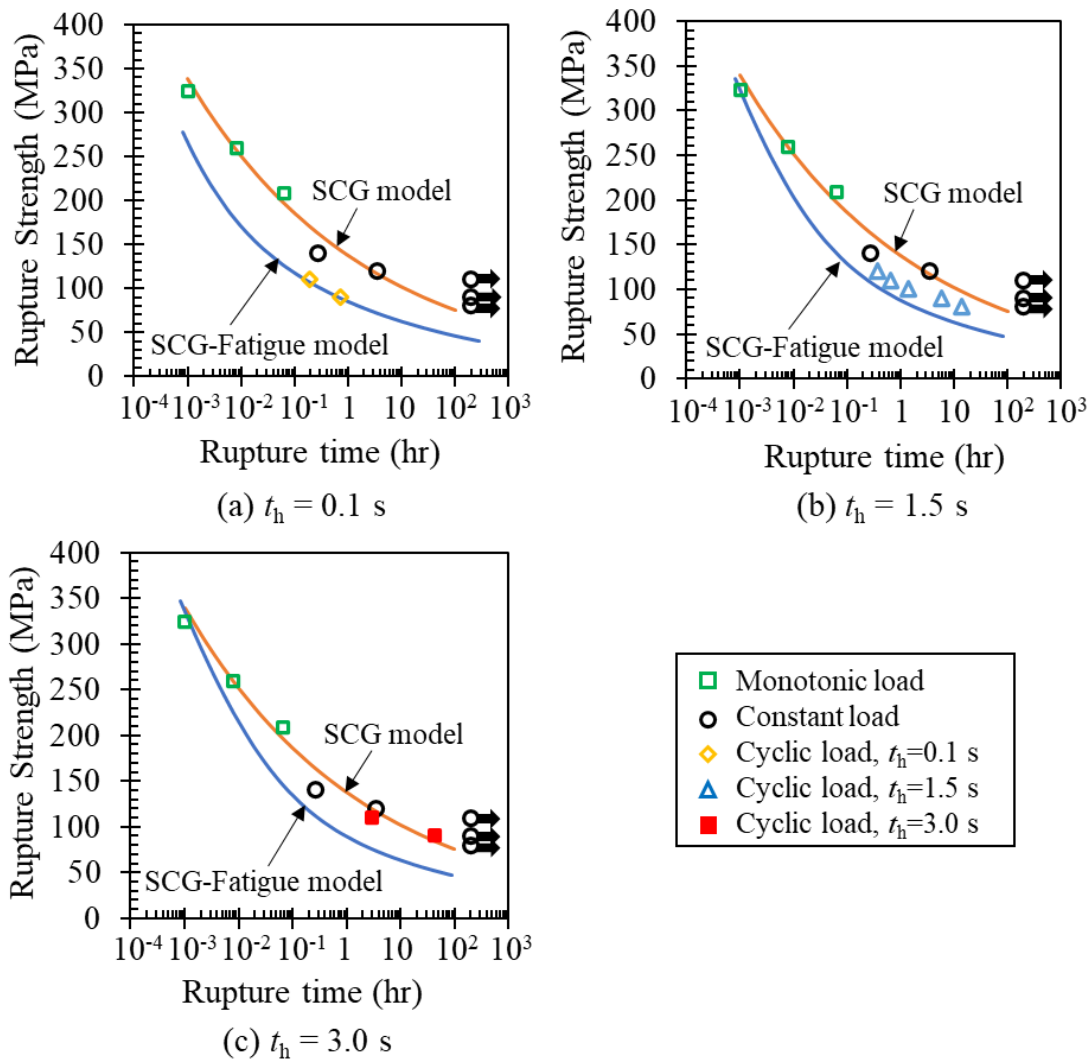 400
350
300
250
200
150
100
50
0
Rupture Strength (MPa)
SCG model
SCG-Fatigue model
10⁻⁴ 10⁻³ 10⁻² 10⁻¹ 1 10 10² 10³
Rupture time (hr)
(a) tₕ = 0.1 s
400
350
300
250
200
150
100
50
0
Rupture Strength (MPa)
SCG model
SCG-Fatigue model
10⁻⁴ 10⁻³ 10⁻² 10⁻¹ 1 10 10² 10³
Rupture time (hr)
(b) tₕ = 1.5 s
400
350
300
250
200
150
100
50
0
Rupture Strength (MPa)
SCG model
SCG-Fatigue model
10⁻⁴ 10⁻³ 10⁻² 10⁻¹ 1 10 10² 10³
Rupture time (hr)
(c) tₕ = 3.0 s
Monotonic load
Constant load
Cyclic load, tₕ=0.1 s
Cyclic load, tₕ=1.5 s
Cyclic load, tₕ=3.0 s